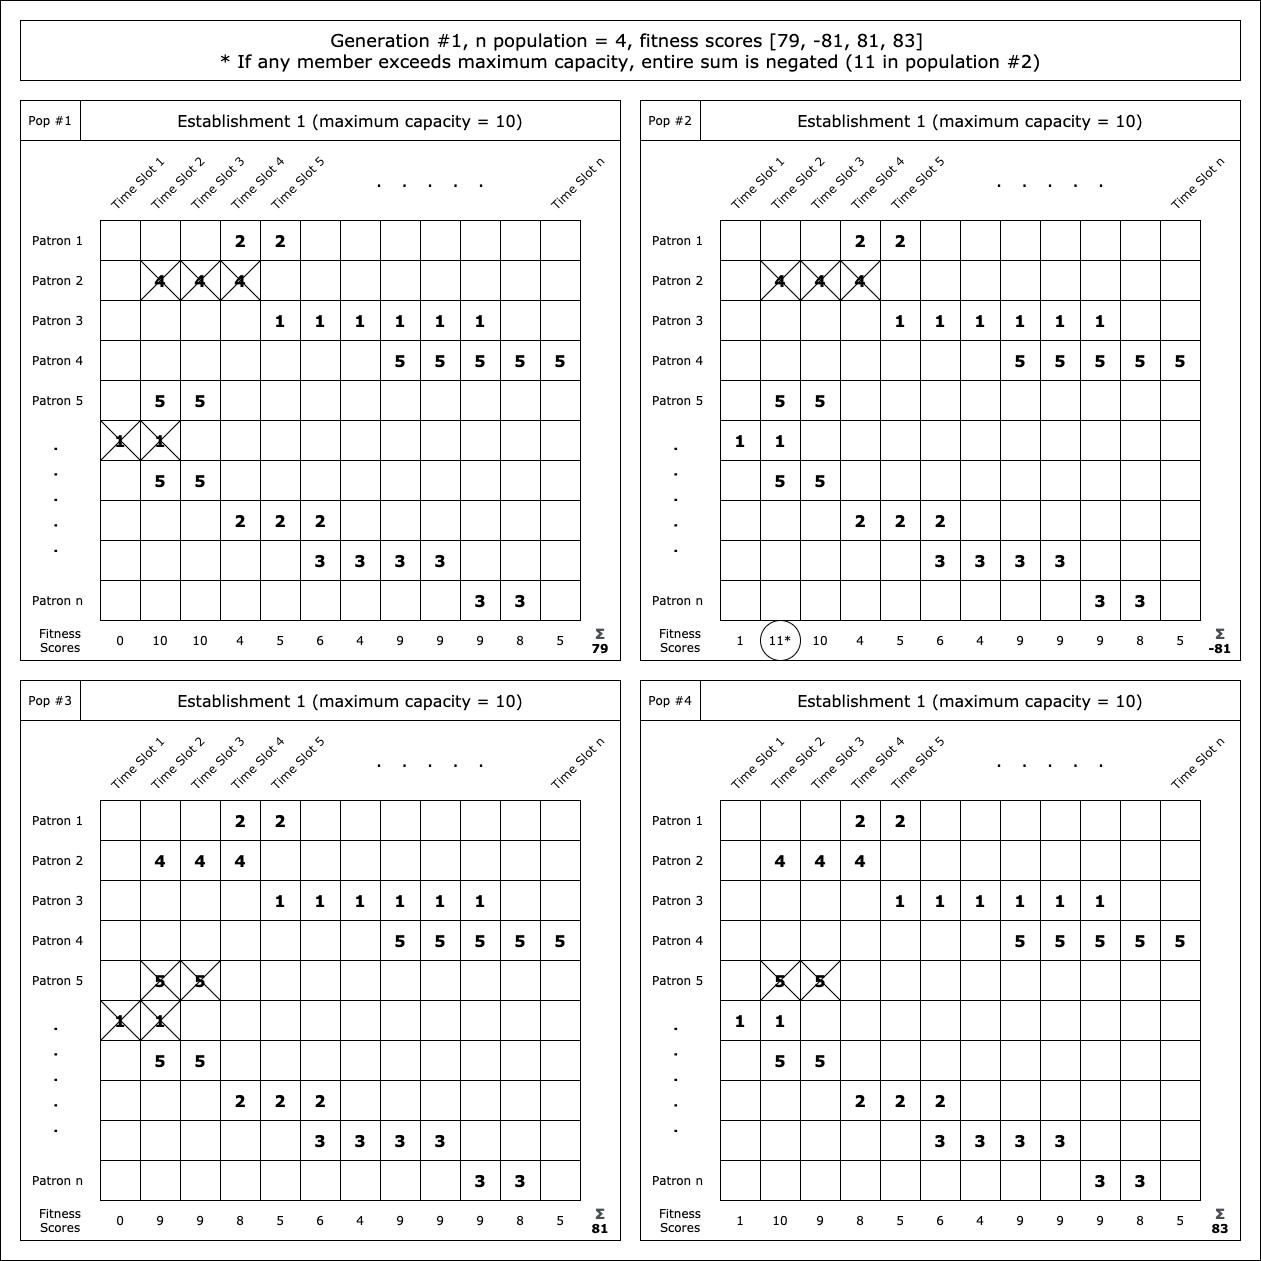 Generation #1, n population = 4, fitness scores [79, -81, 81, 83]
* If any member exceeds maximum capacity, entire sum is negated (11 in population #2)
Pop #1
Establishment 1 (maximum capacity = 10)
Time Slot 1
Time Slot 2
Time Slot 3
Time Slot 4
Time Slot 5
. . . . .
Time Slot n
Patron 1 2 2
Patron 2 4 4 4
Patron 3 1 1 1 1 1 1
Patron 4 5 5 5 5 5
Patron 5 5 5
. 1 1
. 5 5
. 2 2 2
. 3 3 3 3
.
Patron n 3 3
Fitness
Scores
0 10 10 4 5 6 4 9 9 9 8 5
Σ
79
Pop #2
Establishment 1 (maximum capacity = 10)
Time Slot 1
Time Slot 2
Time Slot 3
Time Slot 4
Time Slot 5
. . . . .
Time Slot n
Patron 1 2 2
Patron 2 4 4 4
Patron 3 1 1 1 1 1 1
Patron 4 5 5 5 5 5
Patron 5 5 5
. 1 1
. 5 5
. 2 2 2
. 3 3 3 3
.
Patron n 3 3
Fitness
Scores
1 11* 10 4 5 6 4 9 9 9 8 5
Σ
-81
Pop #3
Establishment 1 (maximum capacity = 10)
Time Slot 1
Time Slot 2
Time Slot 3
Time Slot 4
Time Slot 5
. . . . .
Time Slot n
Patron 1 2 2
Patron 2 4 4 4
Patron 3 1 1 1 1 1 1
Patron 4 5 5 5 5 5
Patron 5 5 5
. 1 1
. 5 5
. 2 2 2
. 3 3 3 3
.
Patron n 3 3
Fitness
Scores
0 9 9 8 5 6 4 9 9 9 8 5
Σ
81
Pop #4
Establishment 1 (maximum capacity = 10)
Time Slot 1
Time Slot 2
Time Slot 3
Time Slot 4
Time Slot 5
. . . . .
Time Slot n
Patron 1 2 2
Patron 2 4 4 4
Patron 3 1 1 1 1 1 1
Patron 4 5 5 5 5 5
Patron 5 5 5
. 1 1
. 5 5
. 2 2 2
. 3 3 3 3
.
Patron n 3 3
Fitness
Scores
1 10 9 8 5 6 4 9 9 9 8 5
Σ
83